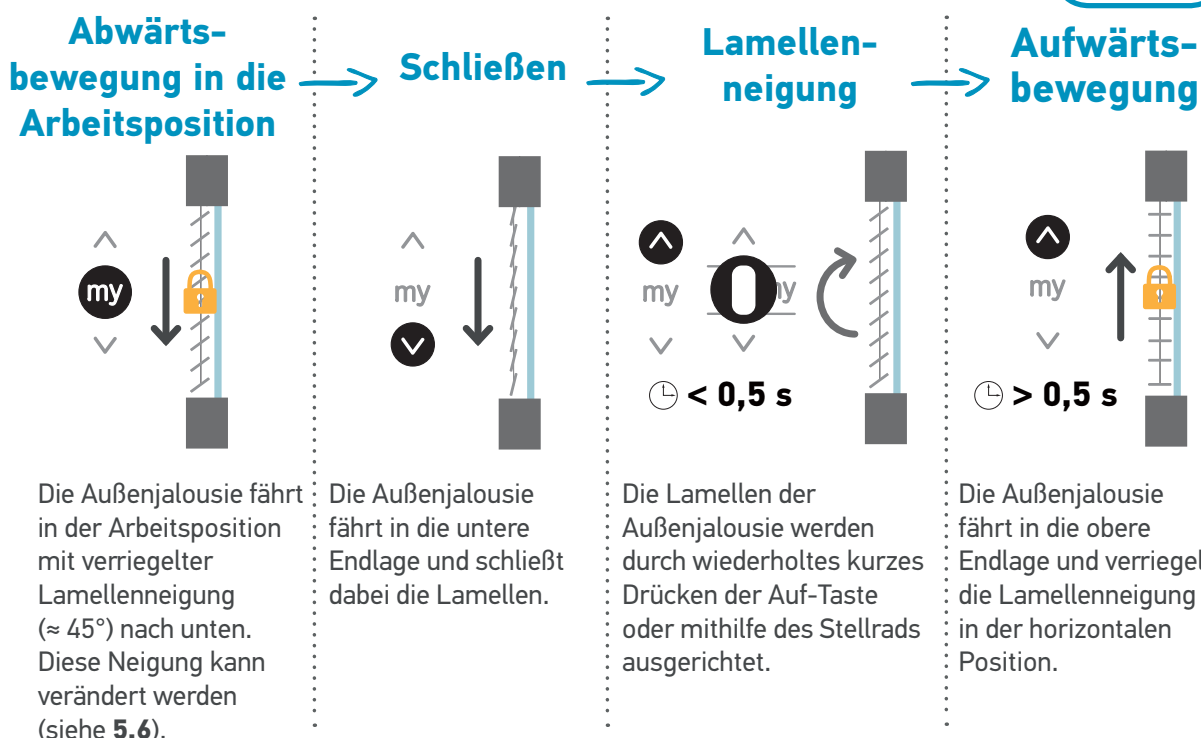 Abwärts-
bewegung in die
Arbeitsposition
my
Die Außenjalousie fährt
in der Arbeitsposition
mit verriegelter
Lamellenneigung
(≈ 45°) nach unten.
Diese Neigung kann
verändert werden
(siehe 5.6).
Schließen
my
Die Außenjalousie
fährt in die untere
Endlage und schließt
dabei die Lamellen.
Lamellen-
neigung
my
my
< 0,5 s
Die Lamellen der
Außenjalousie werden
durch wiederholtes kurzes
Drücken der Auf-Taste
oder mithilfe des Stellrads
ausgerichtet.
Aufwärts-
bewegung
my
> 0,5 s
Die Außenjalousie
fährt in die obere
Endlage und verriegel
die Lamellenneigung
in der horizontalen
Position.